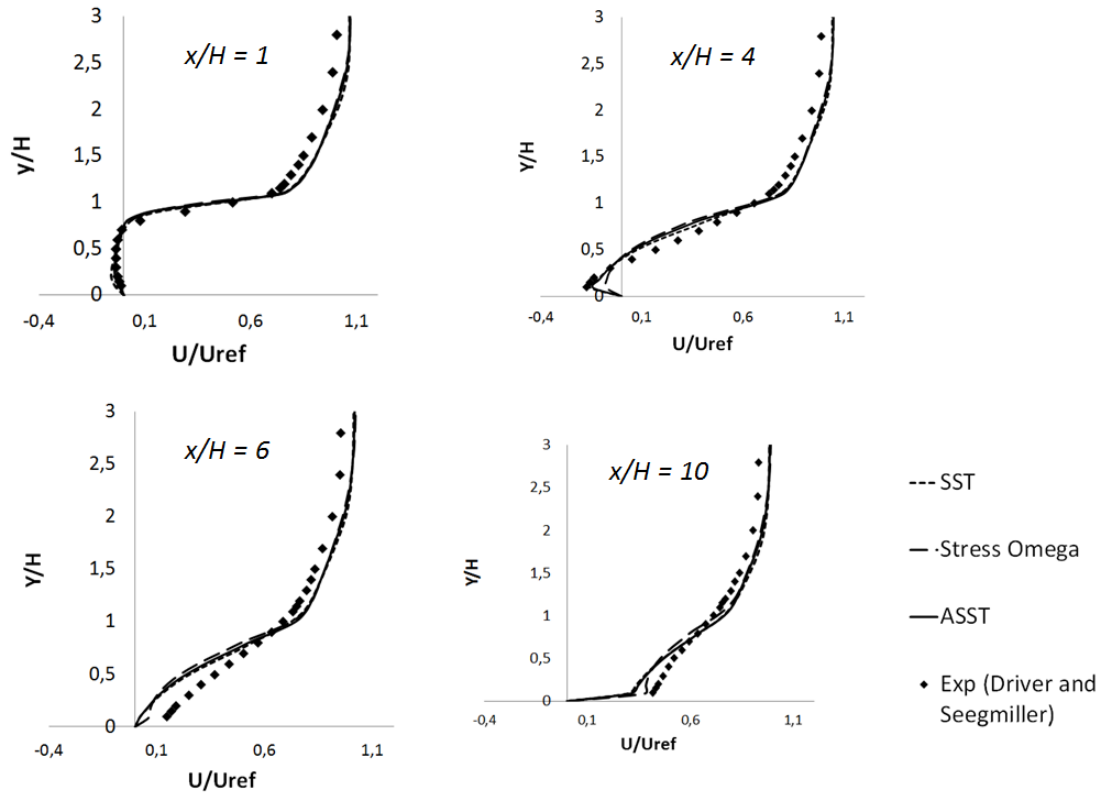 x/H = 1
y/H
3
2,5
2
1,5
1
0,5
0
-0,4 0,1 0,6 1,1
U/Uref
x/H = 4
Y/H
3
2,5
2
1,5
1
0,5
0
-0,4 0,1 0,6 1,1
U/Uref
x/H = 6
Y/H
3
2,5
2
1,5
1
0,5
0
-0,4 0,1 0,6 1,1
U/Uref
x/H = 10
Y/H
3
2,5
2
1,5
1
0,5
0
-0,4 0,1 0,6 1,1
U/Uref
SST
Stress Omega
ASST
Exp (Driver and
Seegmiller)